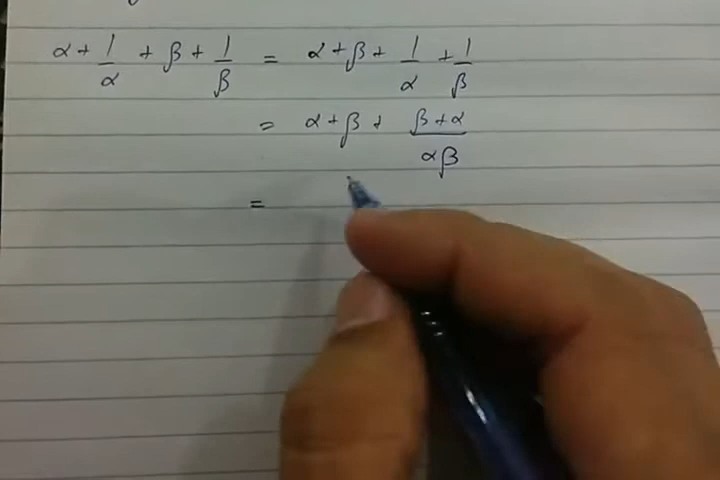 α + 1/α + β + 1/β = α + β + 1/α + 1/β
= α + β + (β + α)/αβ
=